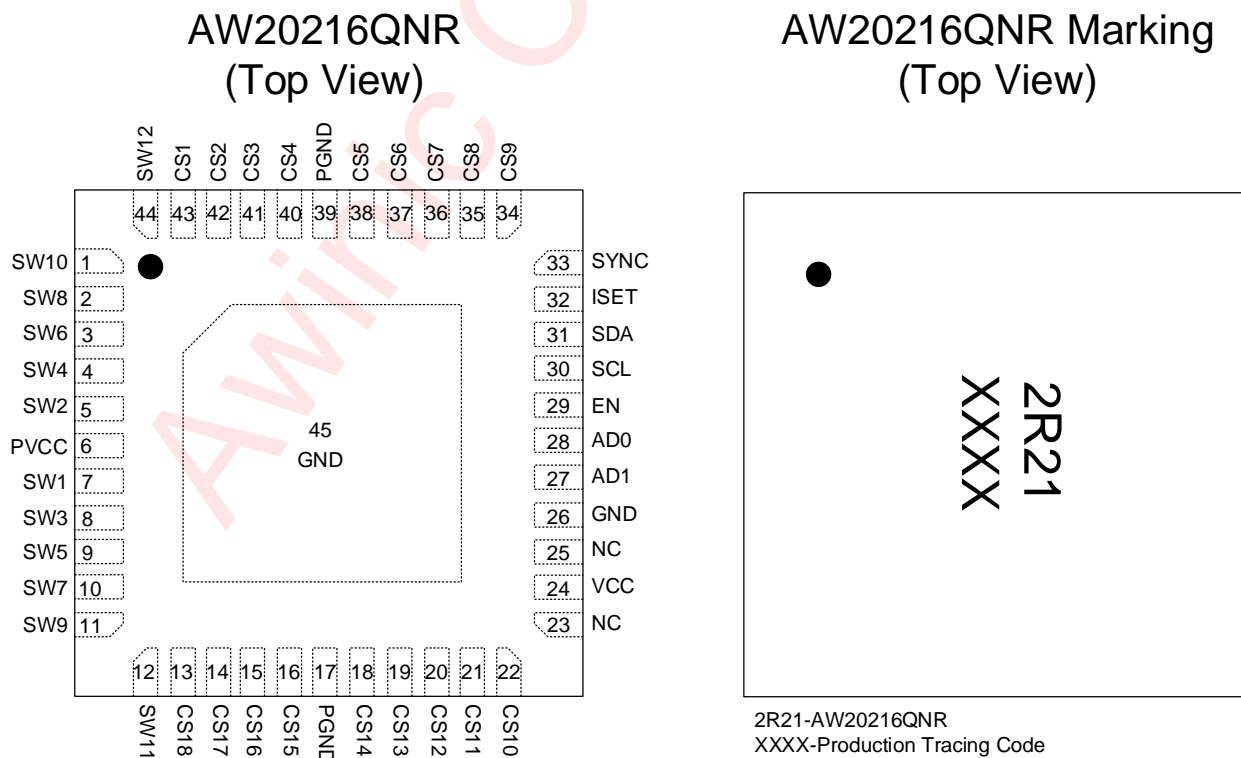 AW20216QNR
(Top View)
AW20216QNR Marking
(Top View)
SW12
CS1
CS2
CS3
CS4
PGND
CS5
CS6
CS7
CS8
CS9
44
43
42
41
40
39
38
37
36
35
34
SW10 1
SW8 2
SW6 3
SW4 4
SW2 5
PVCC 6
SW1 7
SW3 8
SW5 9
SW7 10
SW9 11
33 SYNC
32 ISET
31 SDA
30 SCL
29 EN
28 AD0
27 AD1
26 GND
25 NC
24 VCC
23 NC
45
GND
12
13
14
15
16
17
18
19
20
21
22
SW11
CS18
CS17
CS16
CS15
PGND
CS14
CS13
CS12
CS11
CS10
2R21
XXXX
2R21-AW20216QNR
XXXX-Production Tracing Code
Awinic C